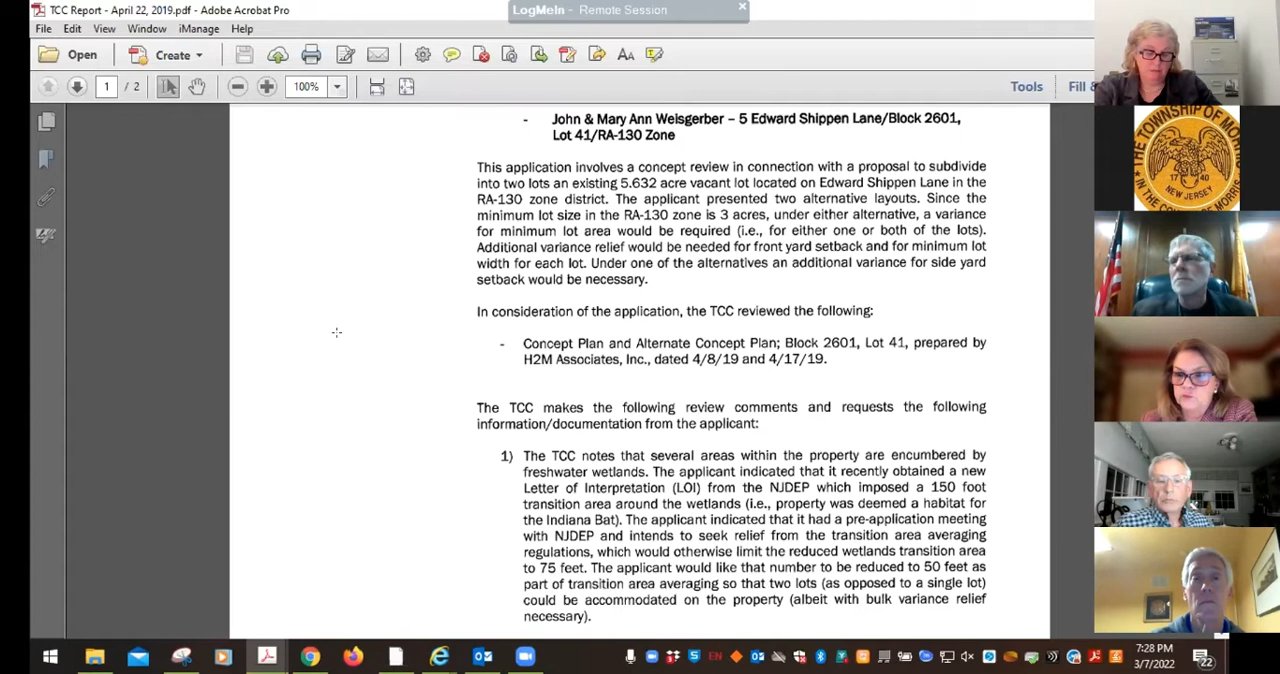 TCC Report - April 22, 2019.pdf - Adobe Acrobat Pro
LogMeIn - Remote Session
File Edit View Window iManage Help
Open Create
1 / 2 100% Tools Fill &
- John & Mary Ann Weisgerber – 5 Edward Shippen Lane/Block 2601,
Lot 41/RA-130 Zone
This application involves a concept review in connection with a proposal to subdivide
into two lots an existing 5.632 acre vacant lot located on Edward Shippen Lane in the
RA-130 zone district. The applicant presented two alternative layouts. Since the
minimum lot size in the RA-130 zone is 3 acres, under either alternative, a variance
for minimum lot area would be required (i.e., for either one or both of the lots).
Additional variance relief would be needed for front yard setback and for minimum lot
width for each lot. Under one of the alternatives an additional variance for side yard
setback would be necessary.
In consideration of the application, the TCC reviewed the following:
- Concept Plan and Alternate Concept Plan; Block 2601, Lot 41, prepared by
H2M Associates, Inc., dated 4/8/19 and 4/17/19.
The TCC makes the following review comments and requests the following
information/documentation from the applicant:
1) The TCC notes that several areas within the property are encumbered by
freshwater wetlands. The applicant indicated that it recently obtained a new
Letter of Interpretation (LOI) from the NJDEP which imposed a 150 foot
transition area around the wetlands (i.e., property was deemed a habitat for
the Indiana Bat). The applicant indicated that it had a pre-application meeting
with NJDEP and intends to seek relief from the transition area averaging
regulations, which would otherwise limit the reduced wetlands transition area
to 75 feet. The applicant would like that number to be reduced to 50 feet as
part of transition area averaging so that two lots (as opposed to a single lot)
could be accommodated on the property (albeit with bulk variance relief
necessary).
THE TOWNSHIP OF MORRIS
17 40
NEW JERSEY
IN THE COUNTY OF MORRIS
EN
7:28 PM
3/7/2022
22